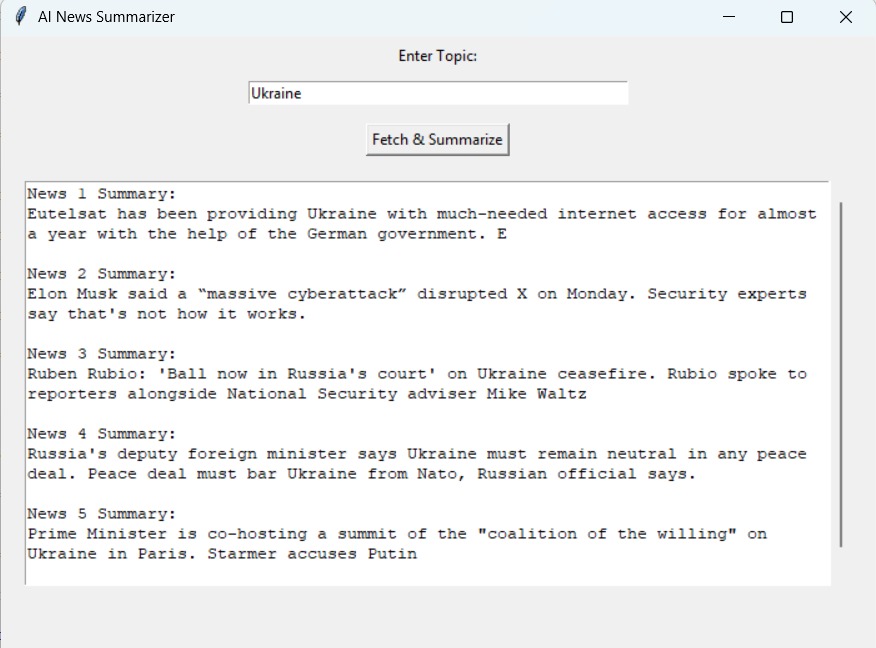 AI News Summarizer
Enter Topic:
Ukraine
Fetch & Summarize
News 1 Summary:
Eutelsat has been providing Ukraine with much-needed internet access for almost
a year with the help of the German government. E
News 2 Summary:
Elon Musk said a “massive cyberattack” disrupted X on Monday. Security experts
say that's not how it works.
News 3 Summary:
Ruben Rubio: 'Ball now in Russia's court' on Ukraine ceasefire. Rubio spoke to
reporters alongside National Security adviser Mike Waltz
News 4 Summary:
Russia's deputy foreign minister says Ukraine must remain neutral in any peace
deal. Peace deal must bar Ukraine from Nato, Russian official says.
News 5 Summary:
Prime Minister is co-hosting a summit of the "coalition of the willing" on
Ukraine in Paris. Starmer accuses Putin